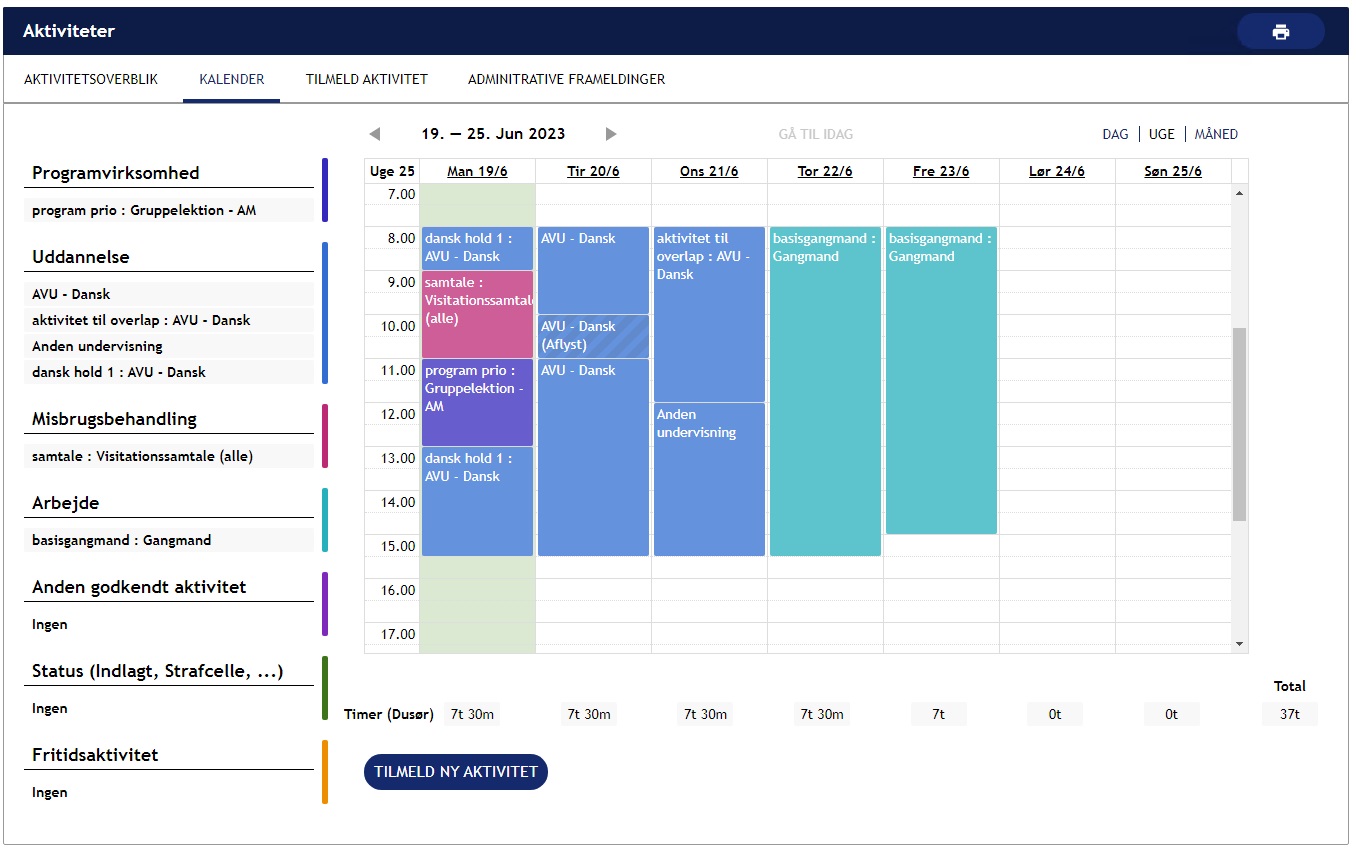 Aktiviteter
AKTIVITETSOVERBLIK KALENDER TILMELD AKTIVITET ADMINITRATIVE FRAMELDINGER
19. — 25. Jun 2023 GÅ TIL IDAG DAG | UGE | MÅNED
Programvirksomhed
program prio : Gruppelektion - AM
Uddannelse
AVU - Dansk
aktivitet til overlap : AVU - Dansk
Anden undervisning
dansk hold 1 : AVU - Dansk
Misbrugsbehandling
samtale : Visitationssamtale (alle)
Arbejde
basisgangmand : Gangmand
Anden godkendt aktivitet
Ingen
Status (Indlagt, Strafcelle, ...)
Ingen
Fritidsaktivitet
Ingen
Uge 25 Man 19/6 Tir 20/6 Ons 21/6 Tor 22/6 Fre 23/6 Lør 24/6 Søn 25/6
7.00
8.00
9.00
10.00
11.00
12.00
13.00
14.00
15.00
16.00
17.00
dansk hold 1 :
AVU - Dansk
samtale :
Visitationssamtale
(alle)
program prio :
Gruppelektion -
AM
dansk hold 1 :
AVU - Dansk
AVU - Dansk
AVU - Dansk
(Aflyst)
AVU - Dansk
aktivitet til
overlap : AVU -
Dansk
Anden
undervisning
basisgangmand :
Gangmand
basisgangmand :
Gangmand
Total
Timer (Dusør) 7t 30m 7t 30m 7t 30m 7t 30m 7t 0t 0t 37t
TILMELD NY AKTIVITET